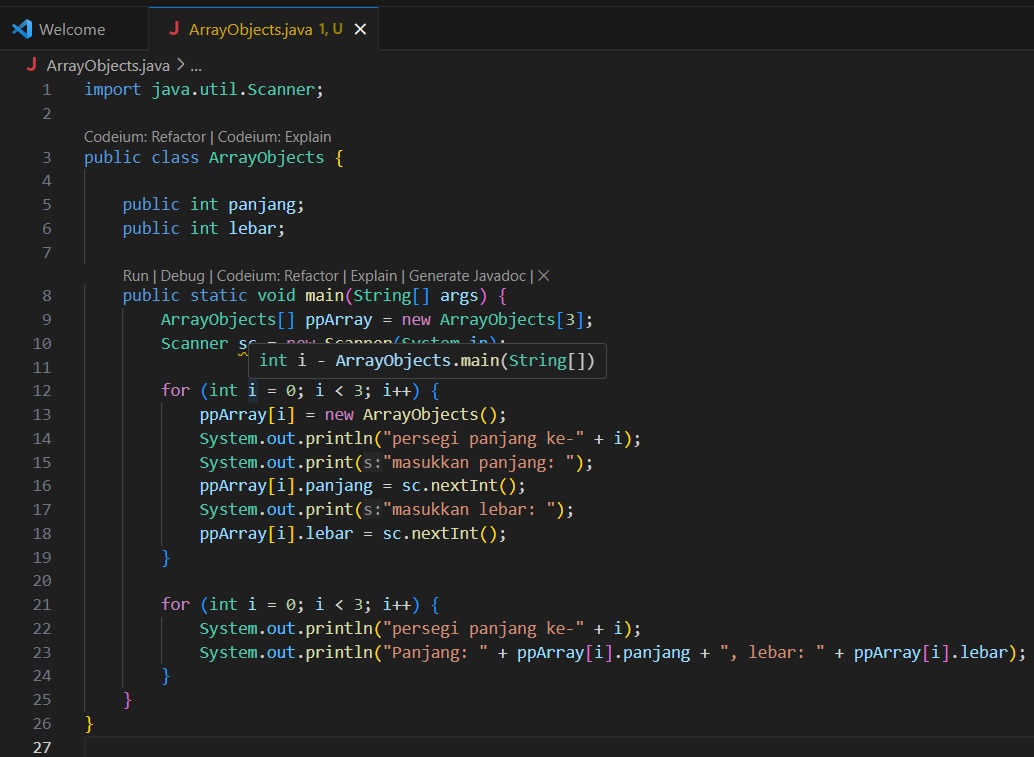 Welcome
J ArrayObjects.java 1, U ✕
J ArrayObjects.java > ...
1 import java.util.Scanner;
2
Codeium: Refactor | Codeium: Explain
3 public class ArrayObjects {
4
5 public int panjang;
6 public int lebar;
7
Run | Debug | Codeium: Refactor | Explain | Generate Javadoc | ✕
8 public static void main(String[] args) {
9 ArrayObjects[] ppArray = new ArrayObjects[3];
10 Scanner sc = new Scanner(System.in);
int i - ArrayObjects.main(String[])
11
12 for (int i = 0; i < 3; i++) {
13 ppArray[i] = new ArrayObjects();
14 System.out.println("persegi panjang ke-" + i);
15 System.out.print(s:"masukkan panjang: ");
16 ppArray[i].panjang = sc.nextInt();
17 System.out.print(s:"masukkan lebar: ");
18 ppArray[i].lebar = sc.nextInt();
19 }
20
21 for (int i = 0; i < 3; i++) {
22 System.out.println("persegi panjang ke-" + i);
23 System.out.println("Panjang: " + ppArray[i].panjang + ", lebar: " + ppArray[i].lebar);
24 }
25 }
26 }
27